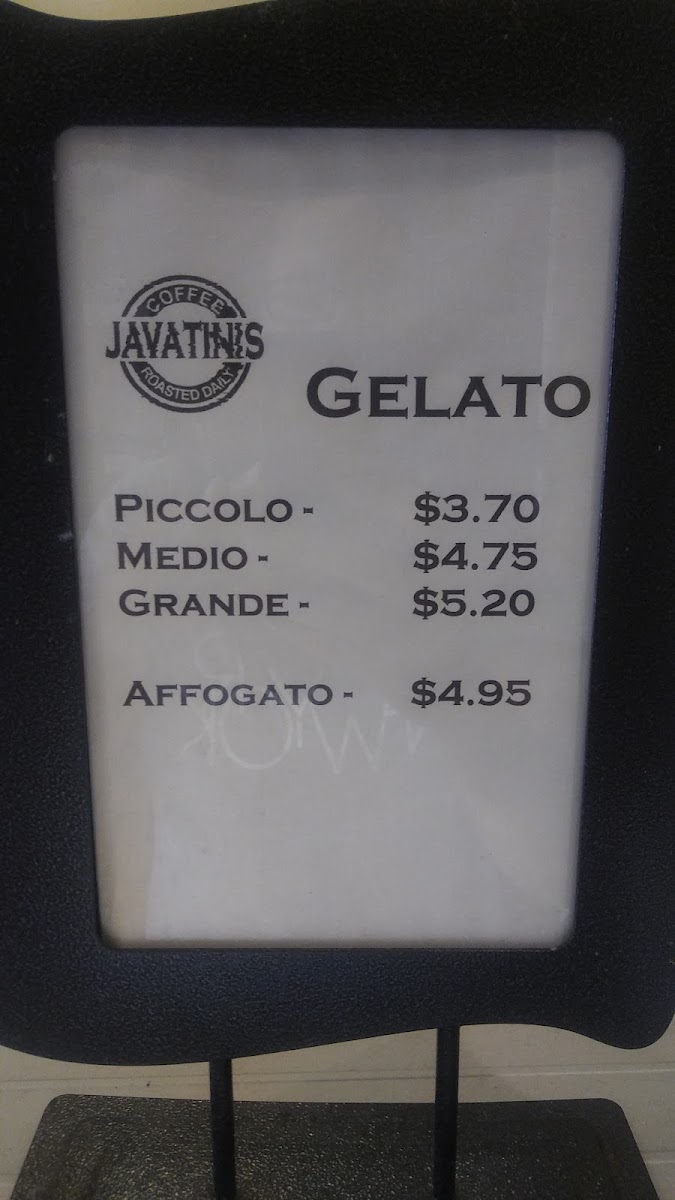 COFFEE
JAVATINIS
ROASTED DAILY
GELATO
PICCOLO - $3.70
MEDIO - $4.75
GRANDE - $5.20
AFFOGATO - $4.95